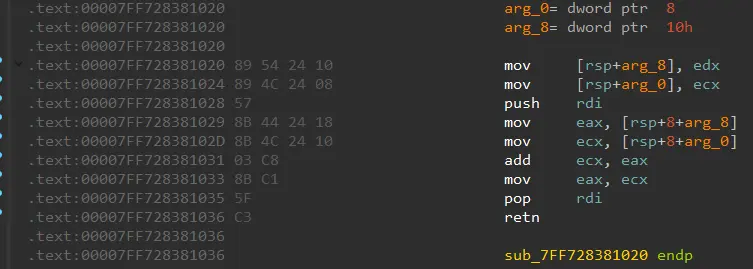 .text:00007FF728381020 arg_0= dword ptr  8
.text:00007FF728381020 arg_8= dword ptr  10h
.text:00007FF728381020
.text:00007FF728381020 89 54 24 10 mov     [rsp+arg_8], edx
.text:00007FF728381024 89 4C 24 08 mov     [rsp+arg_0], ecx
.text:00007FF728381028 57 push    rdi
.text:00007FF728381029 8B 44 24 18 mov     eax, [rsp+8+arg_8]
.text:00007FF72838102D 8B 4C 24 10 mov     ecx, [rsp+8+arg_0]
.text:00007FF728381031 03 C8 add     ecx, eax
.text:00007FF728381033 8B C1 mov     eax, ecx
.text:00007FF728381035 5F pop     rdi
.text:00007FF728381036 C3 retn
.text:00007FF728381036
.text:00007FF728381036 sub_7FF728381020 endp